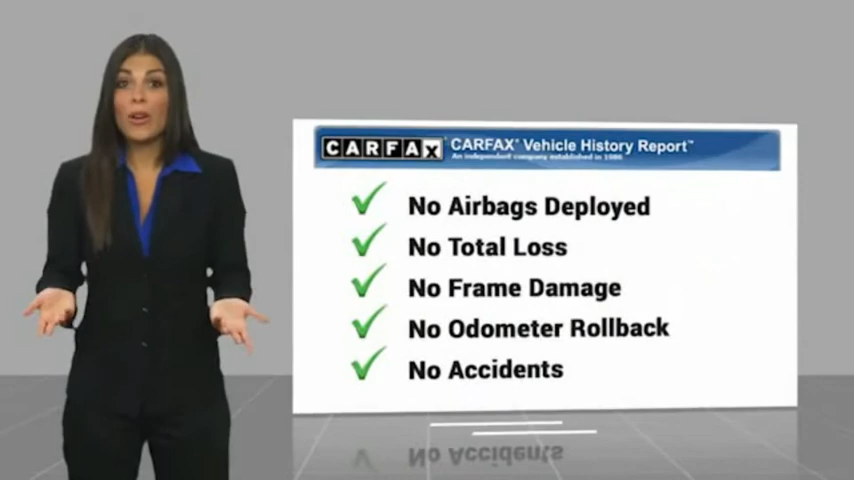 CARFAX CARFAX® Vehicle History Report™
An independent company established in 1986
No Airbags Deployed
No Total Loss
No Frame Damage
No Odometer Rollback
No Accidents
No Accidents